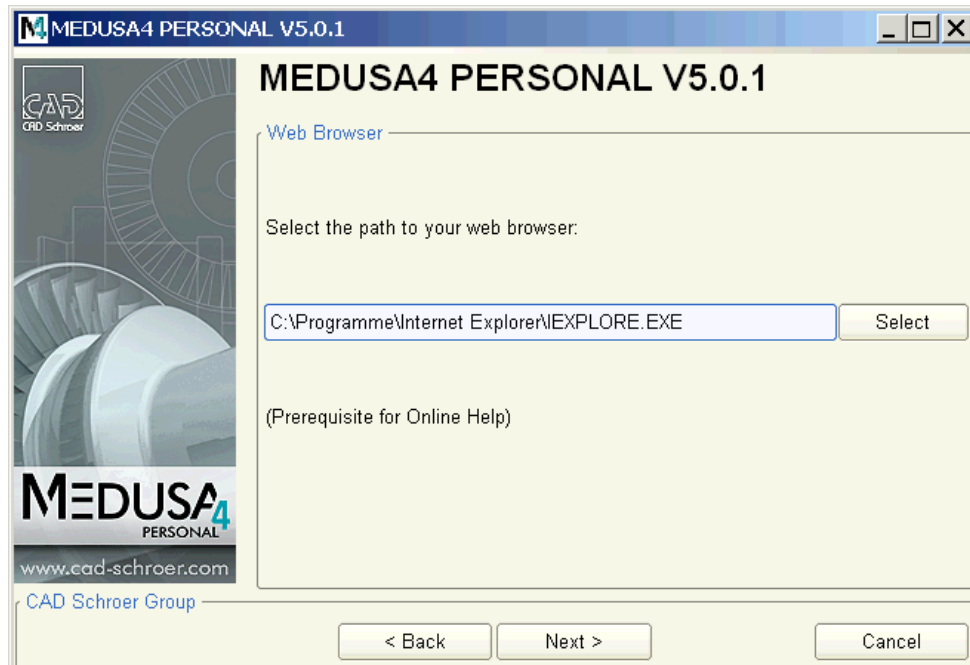 MEDUSA4 PERSONAL V5.0.1
CAD
CAD Schroer
MEDUSA4 PERSONAL V5.0.1
Web Browser
Select the path to your web browser:
C:\Programme\Internet Explorer\IEXPLORE.EXE
Select
(Prerequisite for Online Help)
MEDUSA4
PERSONAL
www.cad-schroer.com
CAD Schroer Group
< Back
Next >
Cancel